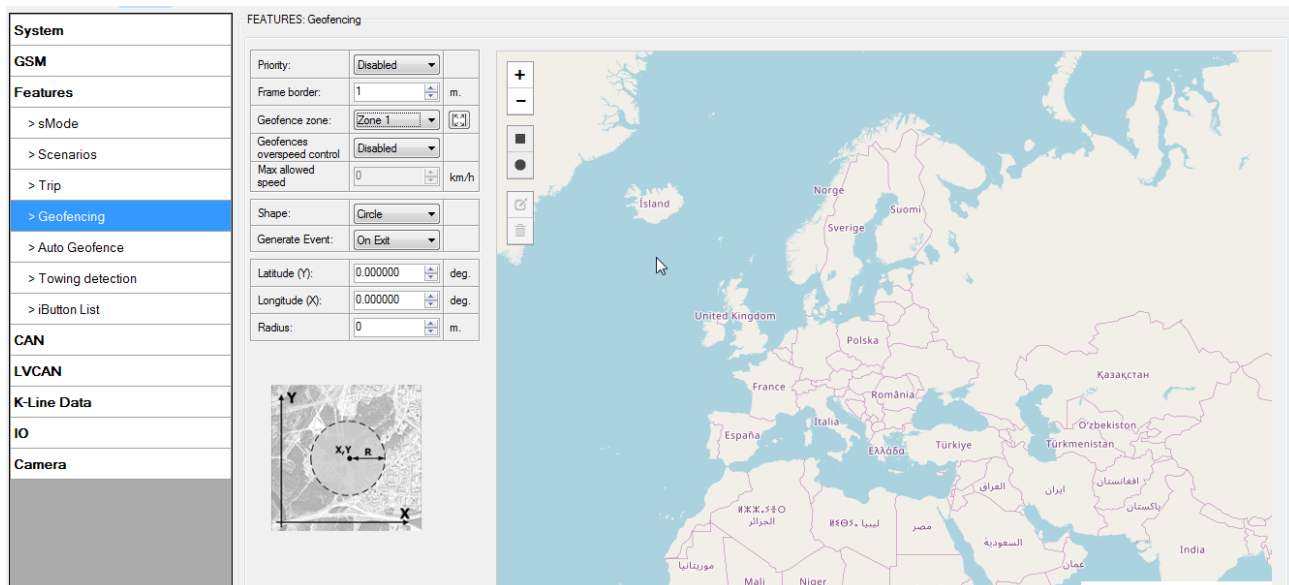 FEATURES: Geofencing
System
GSM
Features
> sMode
> Scenarios
> Trip
> Geofencing
> Auto Geofence
> Towing detection
> iButton List
CAN
LVCAN
K-Line Data
IO
Camera
Priority: Disabled
Frame border: 1 m.
Geofence zone: Zone 1
Geofences
overspeed control Disabled
Max allowed
speed 0 km/h
Shape: Circle
Generate Event: On Exit
Latitude (Y): 0.000000 deg.
Longitude (X): 0.000000 deg.
Radius: 0 m.
Y
X,Y R
X
+
−
Norge
Ísland
Suomi
Sverige
United Kingdom
Polska
Қазақстан
France
România
Italia
O'zbekiston
España
Ελλάδα
Türkiye
Türkmenistan
افغانستان
العراق
ایران
پاکستان
الجزائر
ليبيا
مصر
السعودية
India
موريتانيا
عمان
Mali
Niger